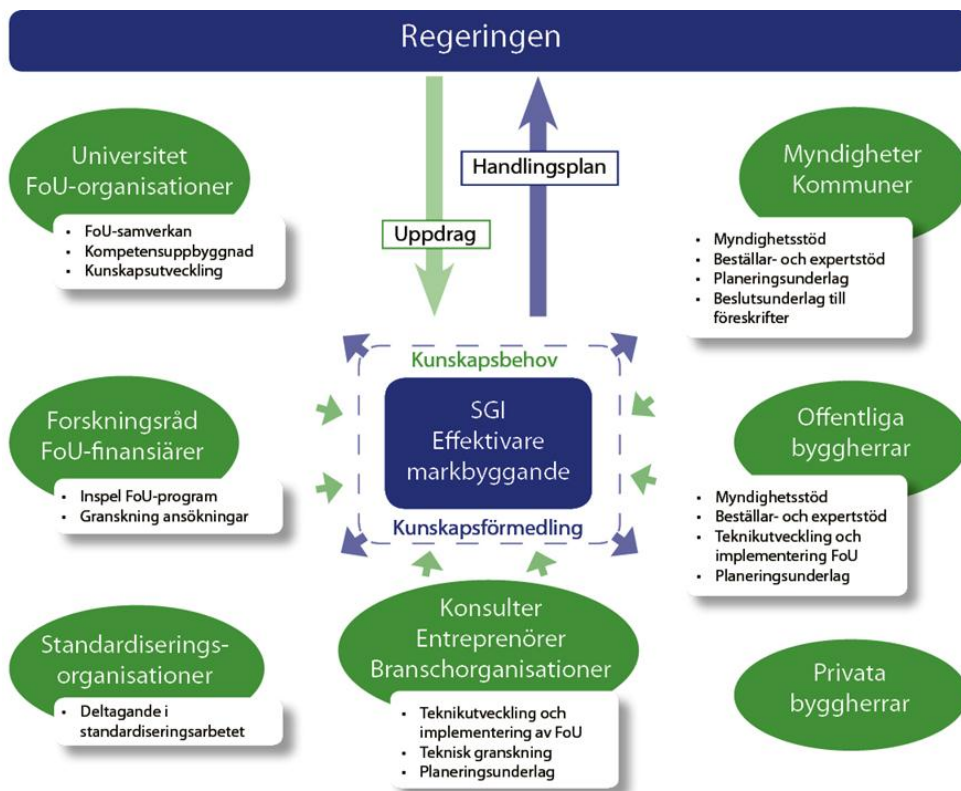 Regeringen
Uppdrag
Handlingsplan
Universitet
FoU-organisationer
• FoU-samverkan
• Kompetensuppbyggnad
• Kunskapsutveckling
Myndigheter
Kommuner
• Myndighetsstöd
• Beställar- och expertstöd
• Planeringsunderlag
• Beslutsunderlag till
föreskrifter
Forskningsråd
FoU-finansiärer
• Inspel FoU-program
• Granskning ansökningar
Kunskapsbehov
SGI
Effektivare
markbyggande
Kunskapsförmedling
Offentliga
byggherrar
• Myndighetsstöd
• Beställar- och expertstöd
• Teknikutveckling och
implementering FoU
• Planeringsunderlag
Standardiserings-
organisationer
• Deltagande i
standardiseringsarbetet
Konsulter
Entreprenörer
Branschorganisationer
• Teknikutveckling och
implementering av FoU
• Teknisk granskning
• Planeringsunderlag
Privata
byggherrar